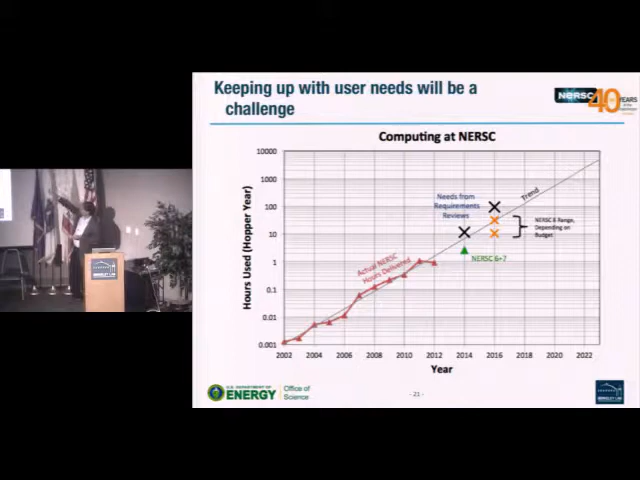 Keeping up with user needs will be a
challenge
NERSC
40 YEARS
Computing at NERSC
Hours Used (Hopper Year)
10000
1000
100
10
1
0.1
0.01
0.001
Needs from
Requirements
Reviews
Trend
NERSC 8 Range,
Depending on
Budget
NERSC 6+7
Actual NERSC
Hours Delivered
2002 2004 2006 2008 2010 2012 2014 2016 2018 2020 2022
Year
U.S. DEPARTMENT OF
ENERGY
Office of
Science
- 21 -